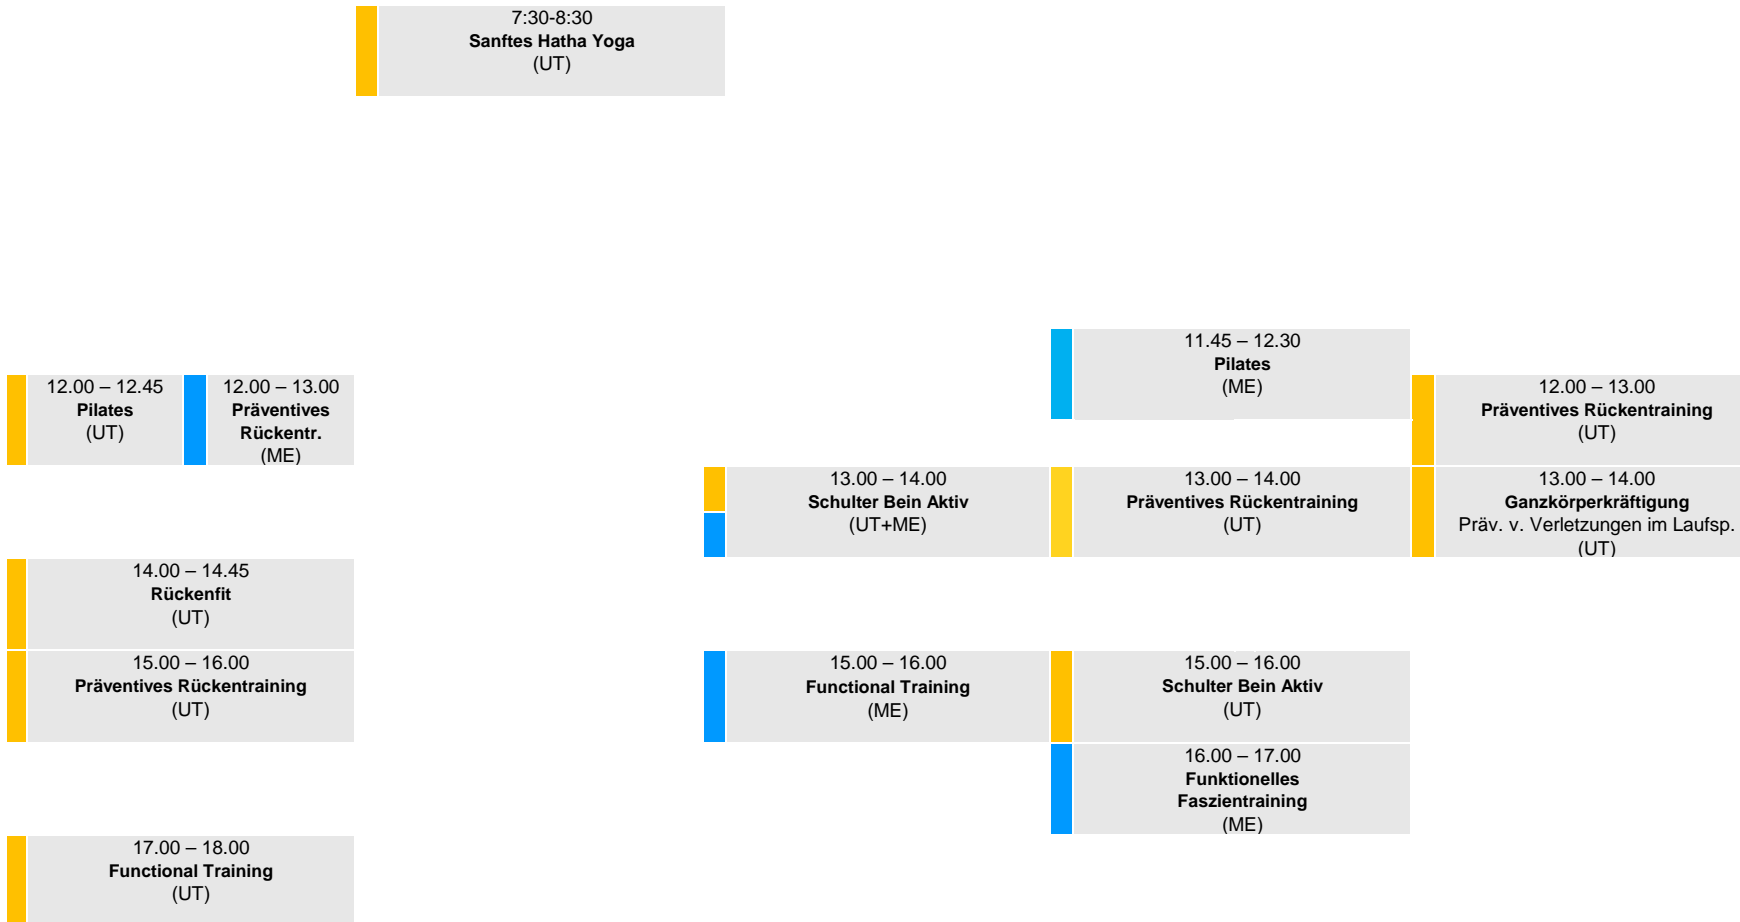 7:30-8:30
Sanftes Hatha Yoga
(UT)
11.45 – 12.30
Pilates
(ME)
12.00 – 12.45
Pilates
(UT)
12.00 – 13.00
Präventives
Rückentr.
(ME)
12.00 – 13.00
Präventives Rückentraining
(UT)
13.00 – 14.00
Schulter Bein Aktiv
(UT+ME)
13.00 – 14.00
Präventives Rückentraining
(UT)
13.00 – 14.00
Ganzkörperkräftigung
Präv. v. Verletzungen im Laufsp.
(UT)
14.00 – 14.45
Rückenfit
(UT)
15.00 – 16.00
Präventives Rückentraining
(UT)
15.00 – 16.00
Functional Training
(ME)
15.00 – 16.00
Schulter Bein Aktiv
(UT)
16.00 – 17.00
Funktionelles
Faszientraining
(ME)
17.00 – 18.00
Functional Training
(UT)